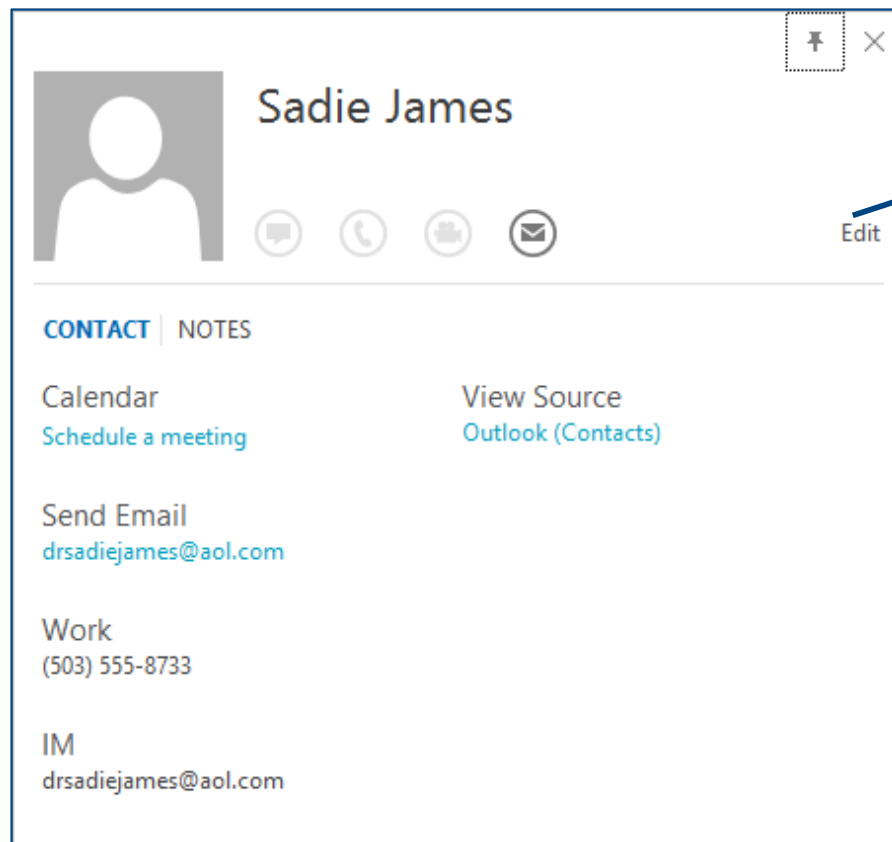 Sadie James
Edit
CONTACT NOTES
Calendar
Schedule a meeting
View Source
Outlook (Contacts)
Send Email
drsadiejames@aol.com
Work
(503) 555-8733
IM
drsadiejames@aol.com